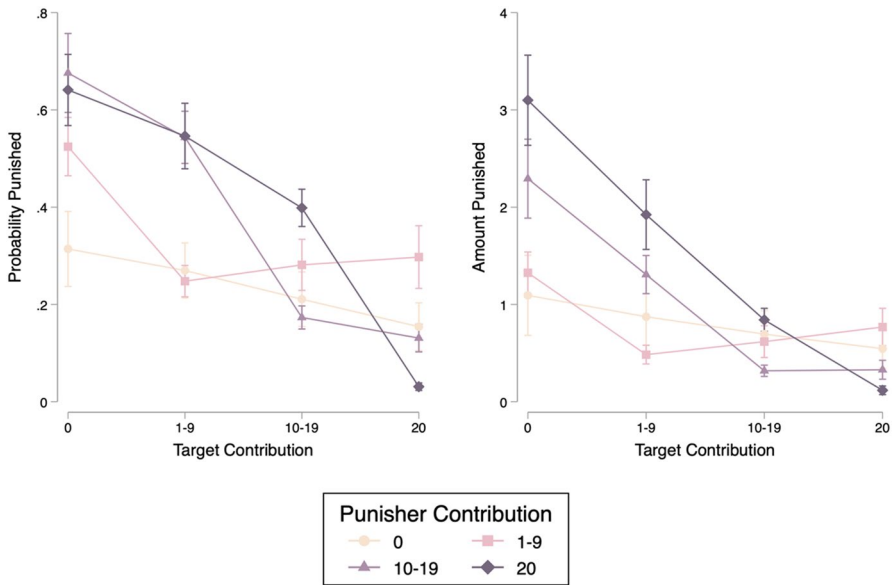 .8
.6
.4
.2
0
Probability Punished
0 1-9 10-19 20
Target Contribution
4
3
2
1
0
Amount Punished
0 1-9 10-19 20
Target Contribution
Punisher Contribution
0 1-9
10-19 20